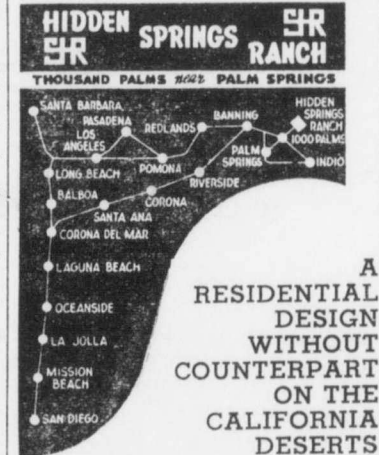 HIDDEN SPRINGS SHR
SHR RANCH
THOUSAND PALMS near PALM SPRINGS
SANTA BARBARA
PASADENA
LOS
ANGELES
REDLANDS
BANNING
HIDDEN
SPRINGS
RANCH
1000 PALMS
PALM
SPRINGS
INDIO
POMONA
LONG BEACH
RIVERSIDE
BALBOA
CORONA
SANTA ANA
CORONA DEL MAR
LAGUNA BEACH
OCEANSIDE
LA JOLLA
MISSION
BEACH
SAN DIEGO
A
RESIDENTIAL
DESIGN
WITHOUT
COUNTERPART
ON THE
CALIFORNIA
DESERTS